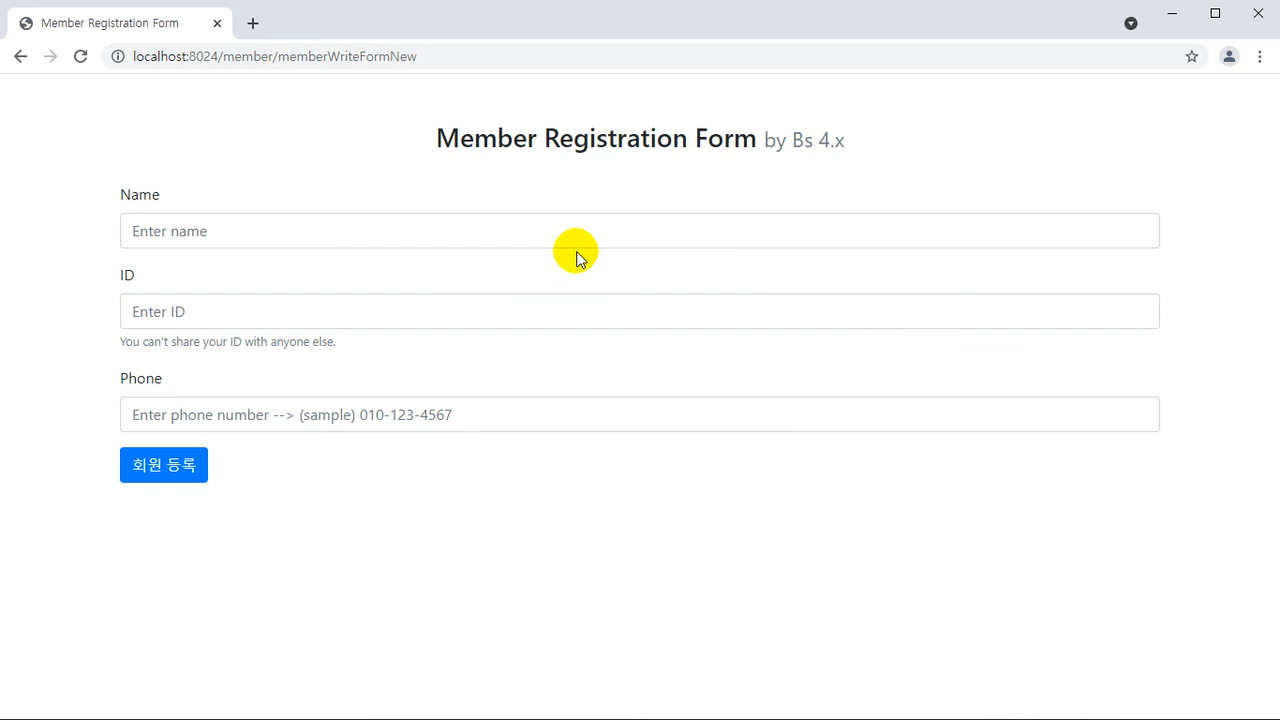 Member Registration Form
localhost:8024/member/memberWriteFormNew
Member Registration Form by Bs 4.x
Name
Enter name
ID
Enter ID
You can't share your ID with anyone else.
Phone
Enter phone number --> (sample) 010-123-4567
회원 등록